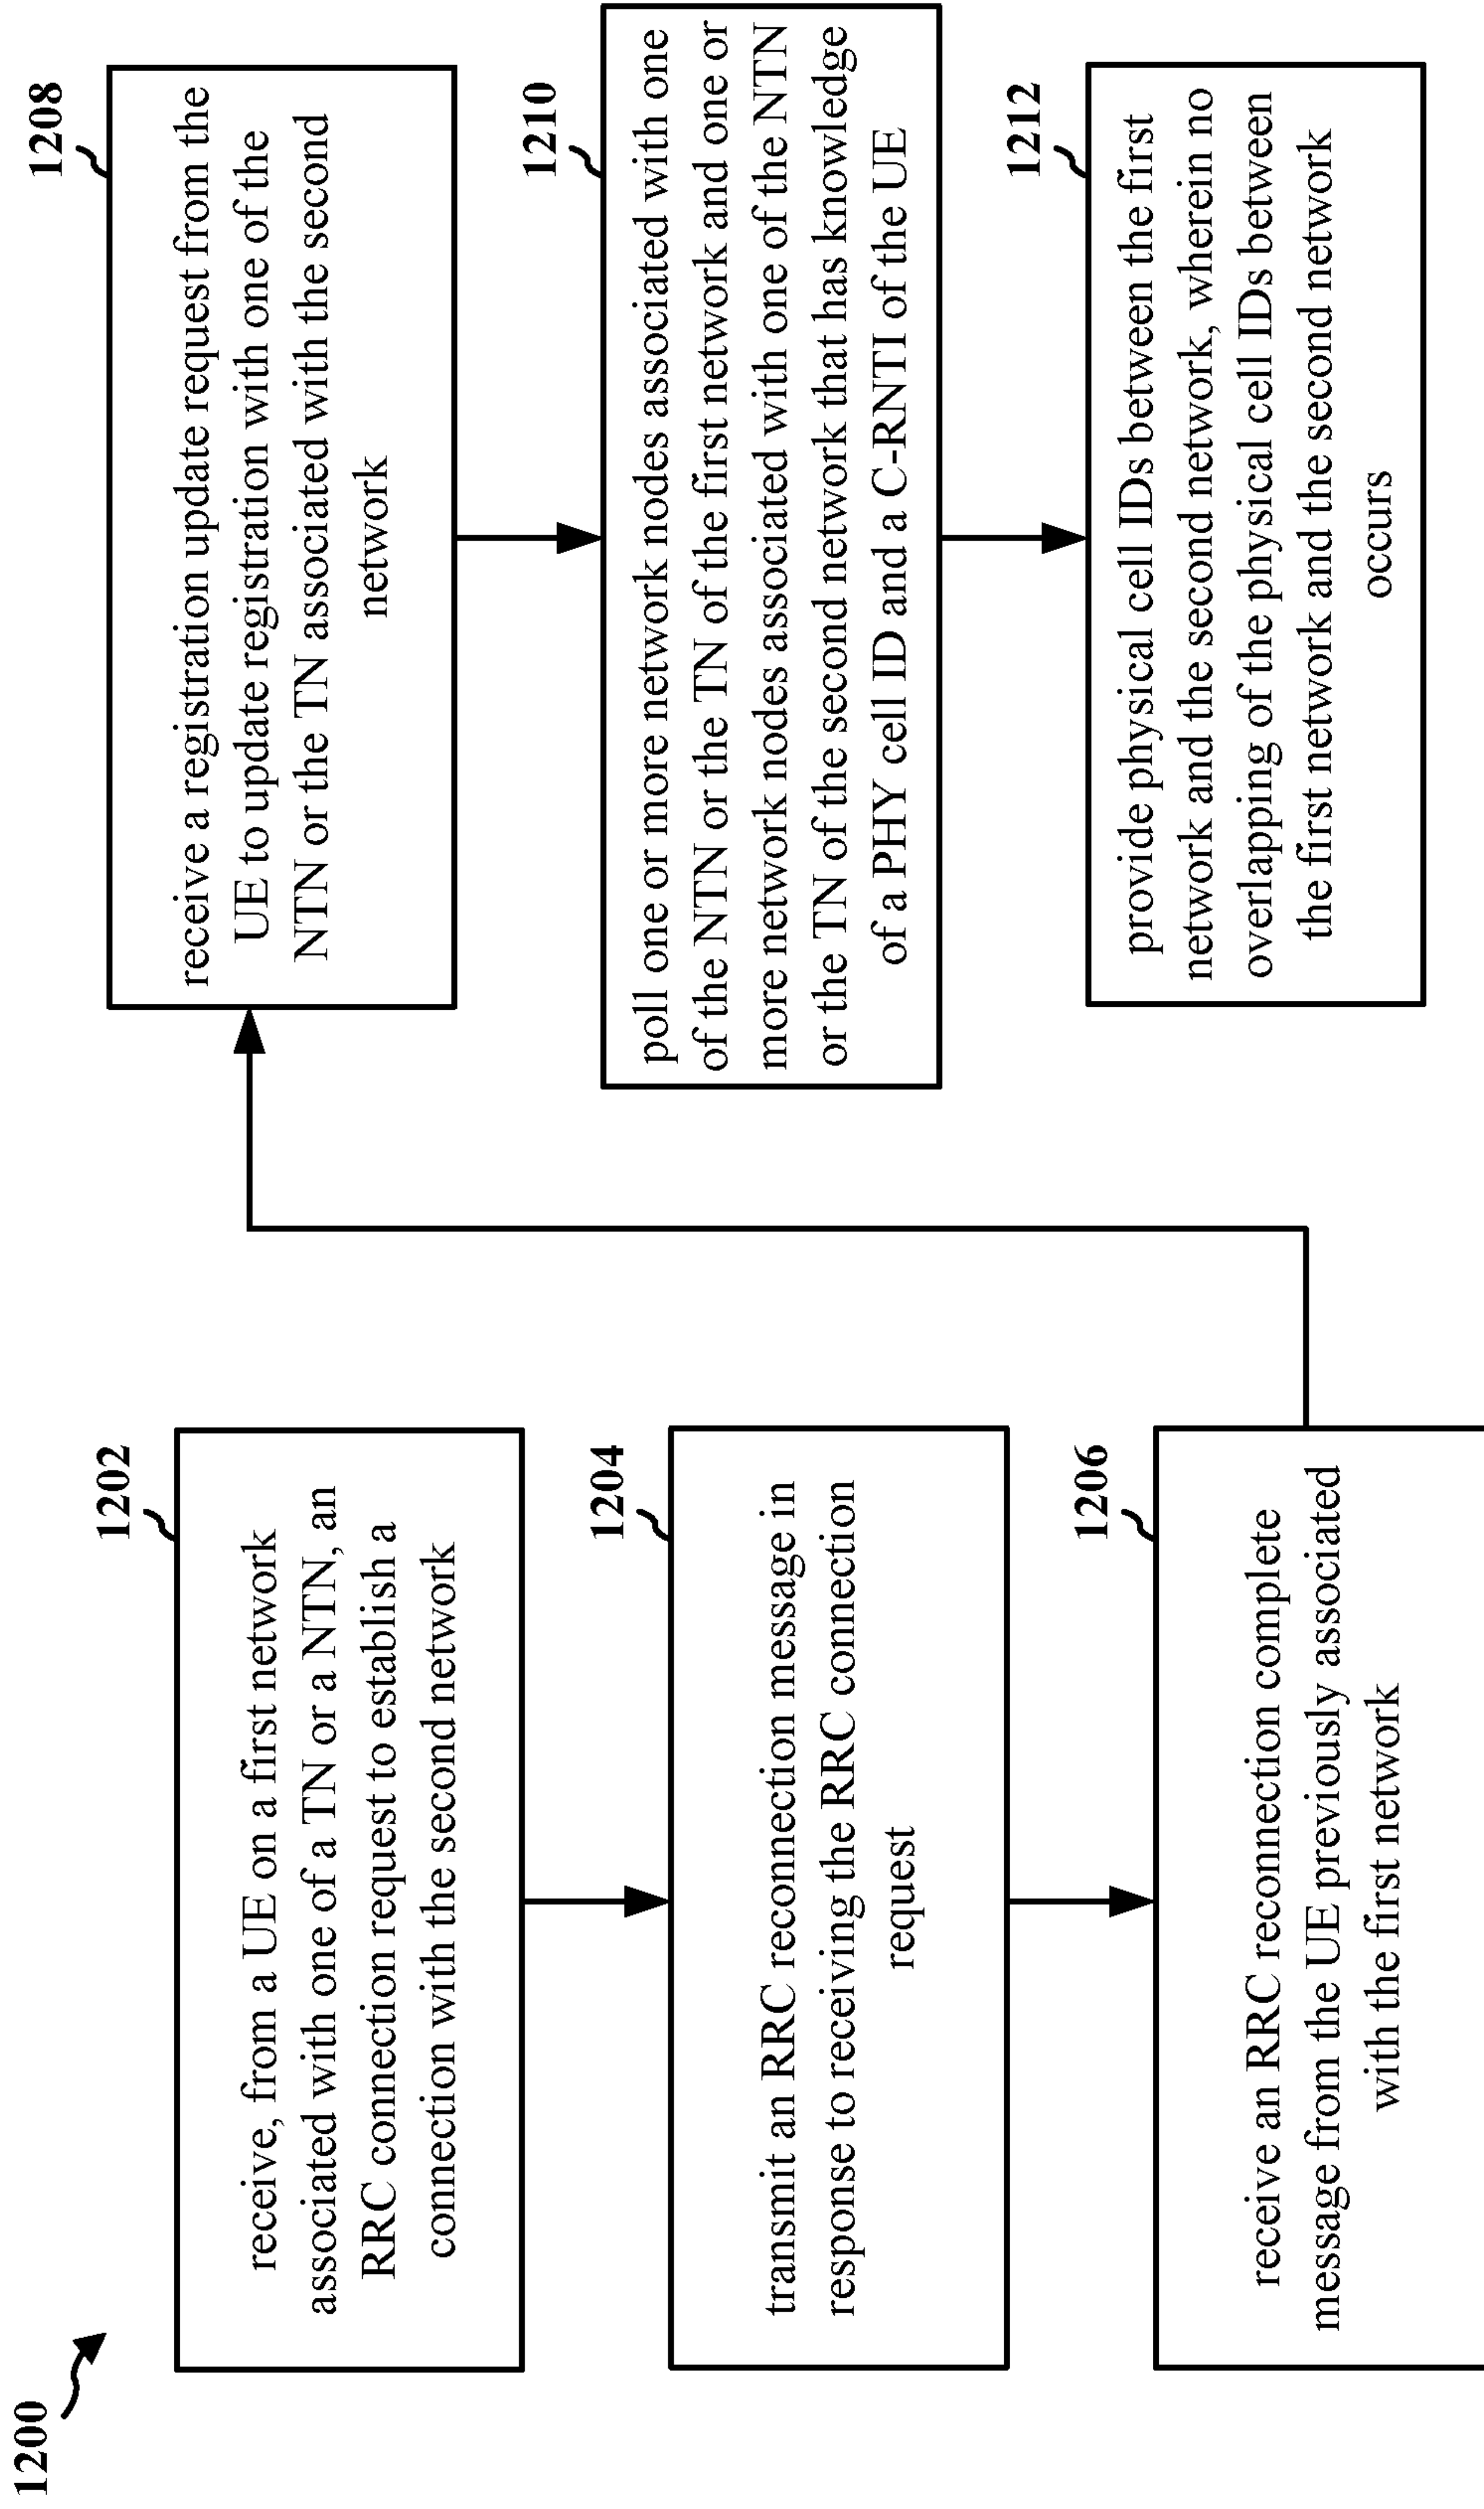 1200
1202
receive, from a UE on a first network
associated with one of a TN or a NTN, an
RRC connection request to establish a
connection with the second network
1204
transmit an RRC reconnection message in
response to receiving the RRC connection
request
1206
receive an RRC reconnection complete
message from the UE previously associated
with the first network
1208
receive a registration update request from the
UE to update registration with one of the
NTN or the TN associated with the second
network
1210
poll one or more network nodes associated with one
of the NTN or the TN of the first network and one or
more network nodes associated with one of the NTN
or the TN of the second network that has knowledge
of a PHY cell ID and a C-RNTI of the UE
1212
provide physical cell IDs between the first
network and the second network, wherein no
overlapping of the physical cell IDs between
the first network and the second network
occurs